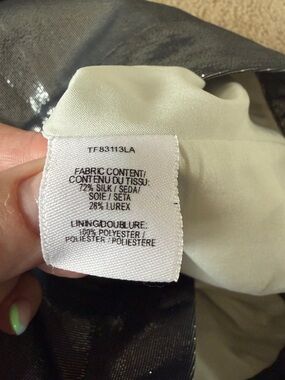 TF83113LA
FABRIC CONTENT/
CONTENU DU TISSU:
72% SILK / SEDA/
SOIE / SETA
28% LUREX
LINING/DOUBLURE:
100% POLYESTER /
POLIESTER / POLIESTERE